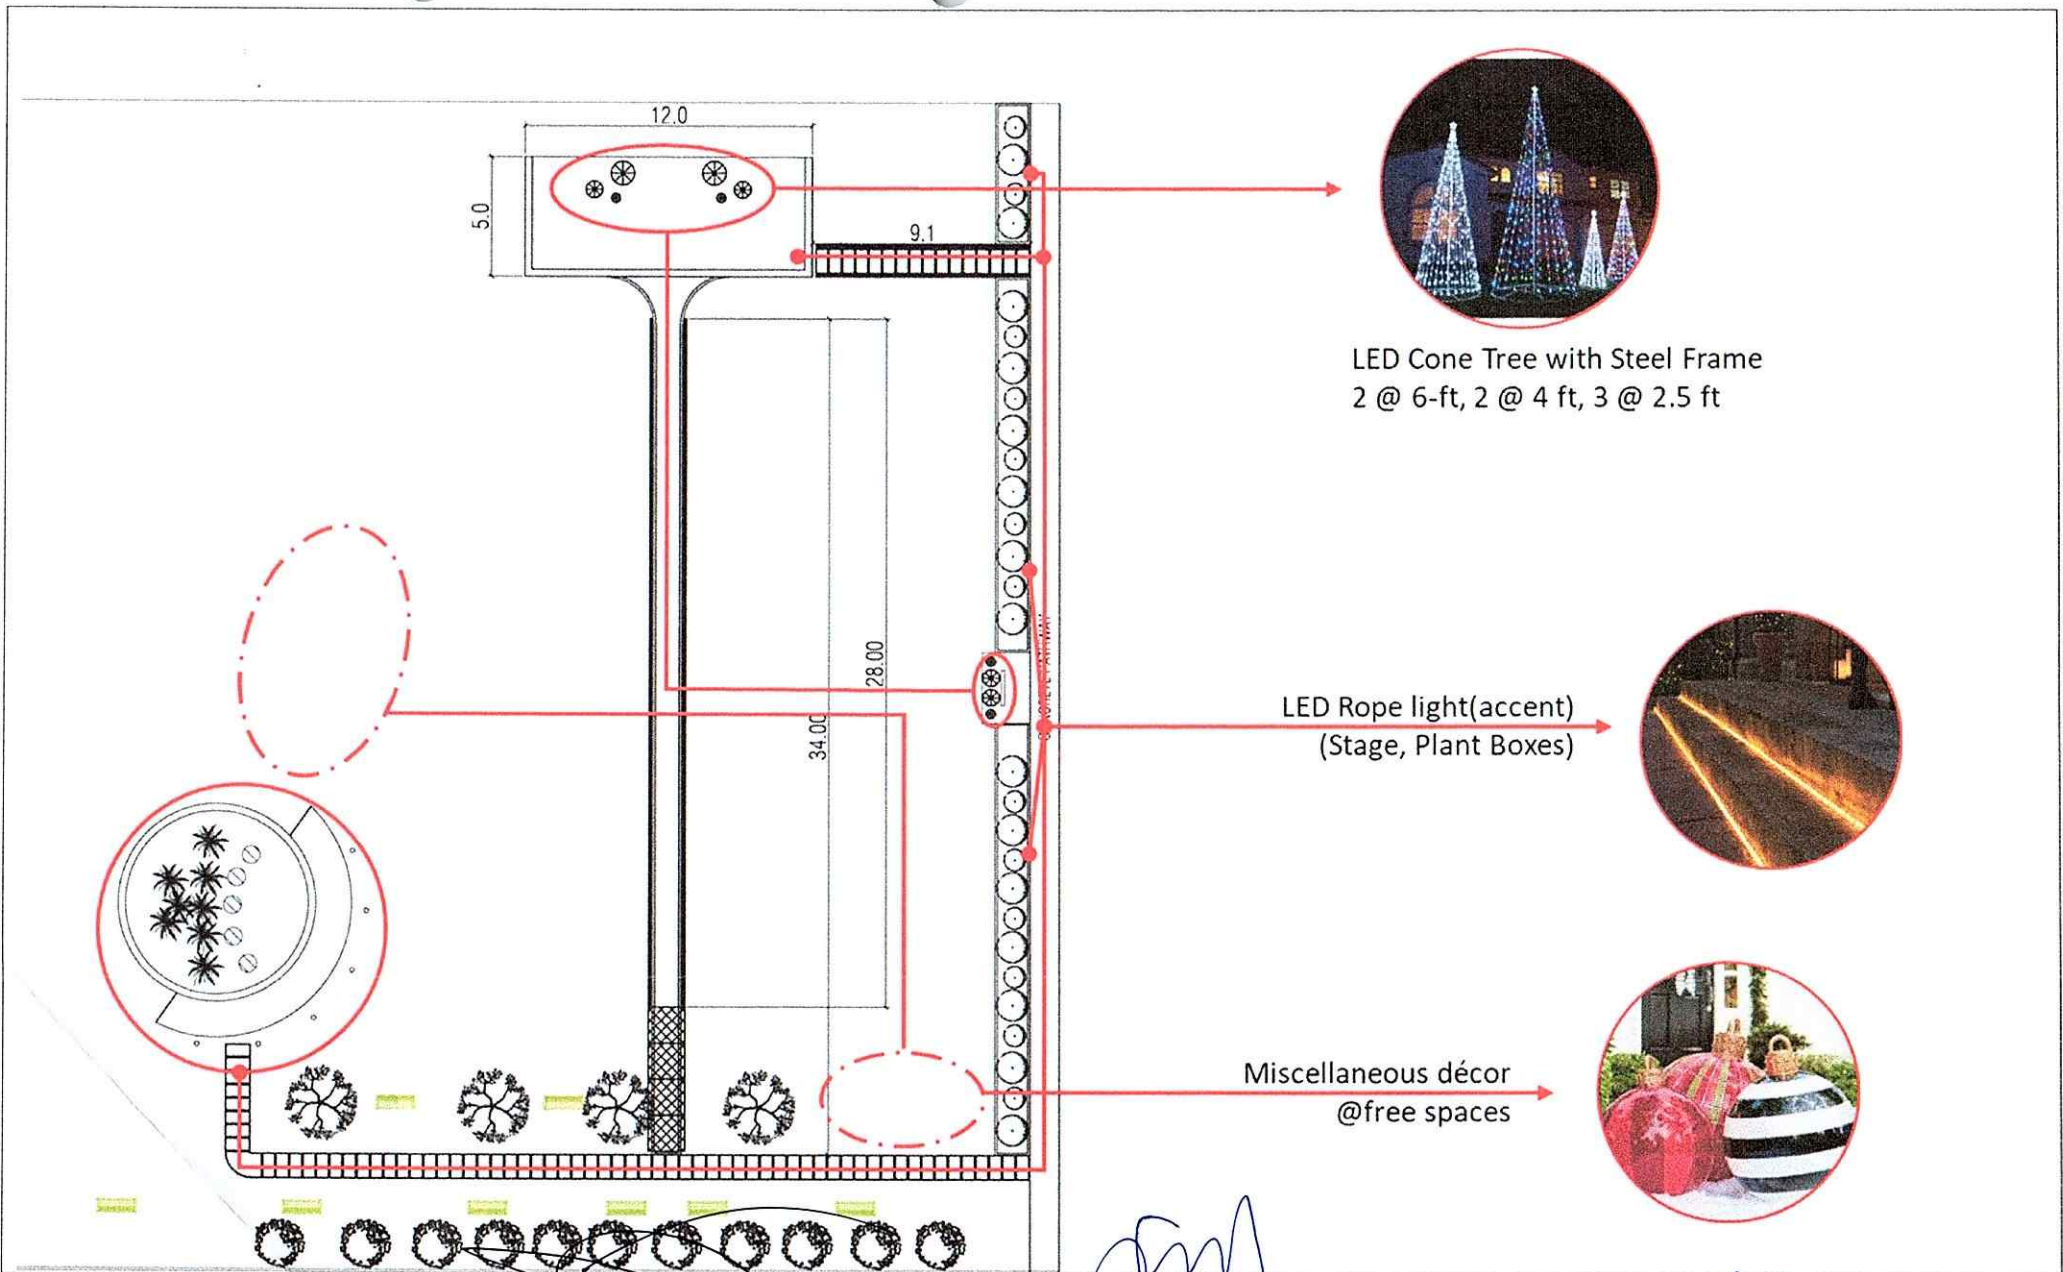 12.0
5.0
9.1
LED Cone Tree with Steel Frame
2 @ 6-ft, 2 @ 4 ft, 3 @ 2.5 ft
28.00
34.00
LED Rope light(accent)
(Stage, Plant Boxes)
Miscellaneous décor
@free spaces